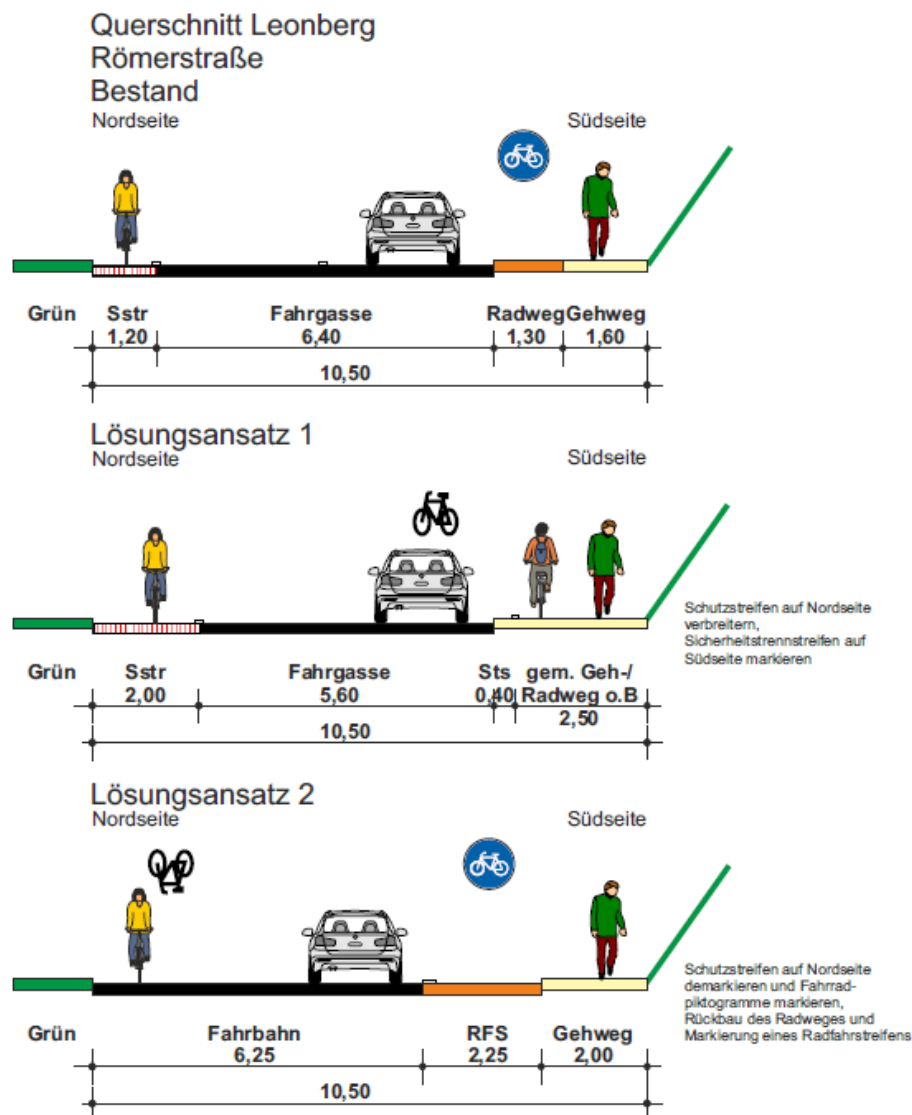 Querschnitt Leonberg
Römerstraße
Bestand
Nordseite Südseite
Grün Sstr Fahrgasse Radweg Gehweg
1,20 6,40 1,30 1,60
10,50
Lösungsansatz 1
Nordseite Südseite
Schutzstreifen auf Nordseite
verbreitern,
Sicherheitstrennstreifen auf
Südseite markieren
Grün Sstr Fahrgasse Sts gem. Geh-/
2,00 5,60 0,40 Radweg o.B
2,50
10,50
Lösungsansatz 2
Nordseite Südseite
Schutzstreifen auf Nordseite
demarkieren und Fahrrad-
piktogramme markieren,
Rückbau des Radweges und
Markierung eines Radfahrstreifens
Grün Fahrbahn RFS Gehweg
6,25 2,25 2,00
10,50